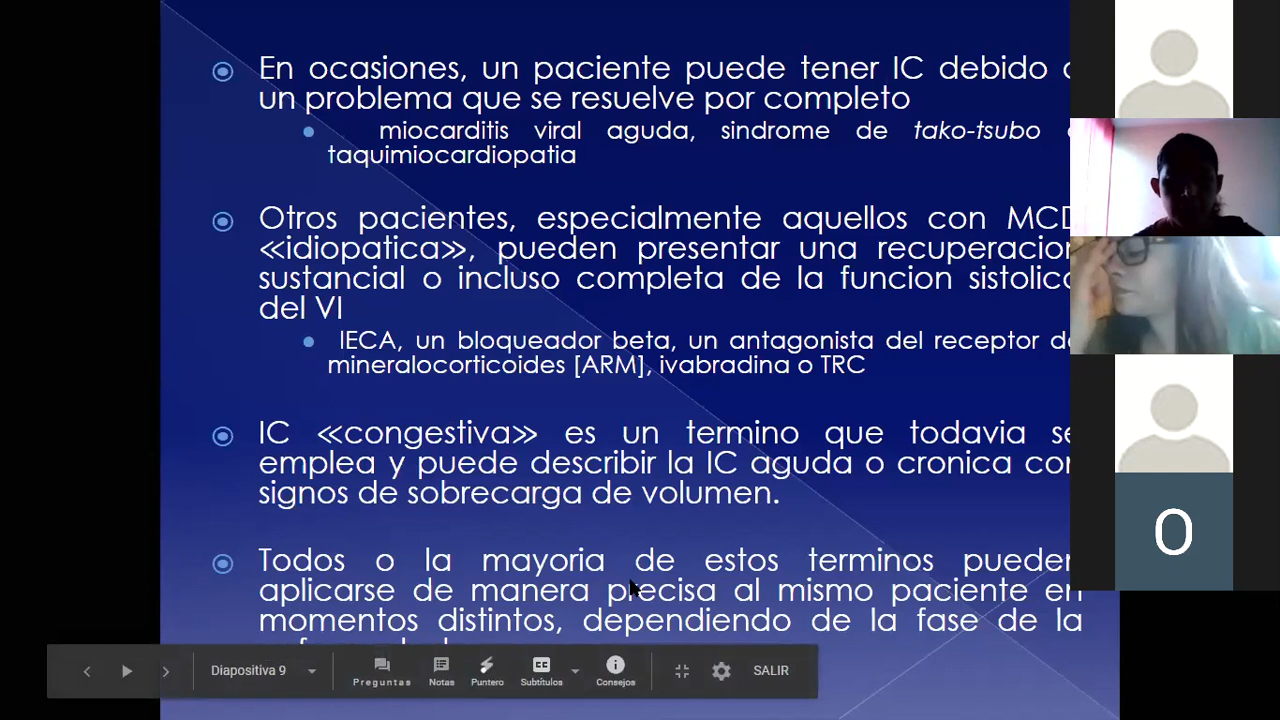 En ocasiones, un paciente puede tener IC debido
un problema que se resuelve por completo
miocarditis viral aguda, sindrome de tako-tsubo
taquimiocardiopatia
Otros pacientes, especialmente aquellos con MCD
≪idiopatica≫, pueden presentar una recuperacion
sustancial o incluso completa de la funcion sistolica
del VI
IECA, un bloqueador beta, un antagonista del receptor de
mineralocorticoides [ARM], ivabradina o TRC
IC ≪congestiva≫ es un termino que todavia se
emplea y puede describir la IC aguda o cronica con
signos de sobrecarga de volumen.
Todos o la mayoria de estos terminos pueden
aplicarse de manera precisa al mismo paciente en
momentos distintos, dependiendo de la fase de la
Diapositiva 9
Preguntas
Notas
Puntero
CC
Subtítulos
Consejos
SALIR
O